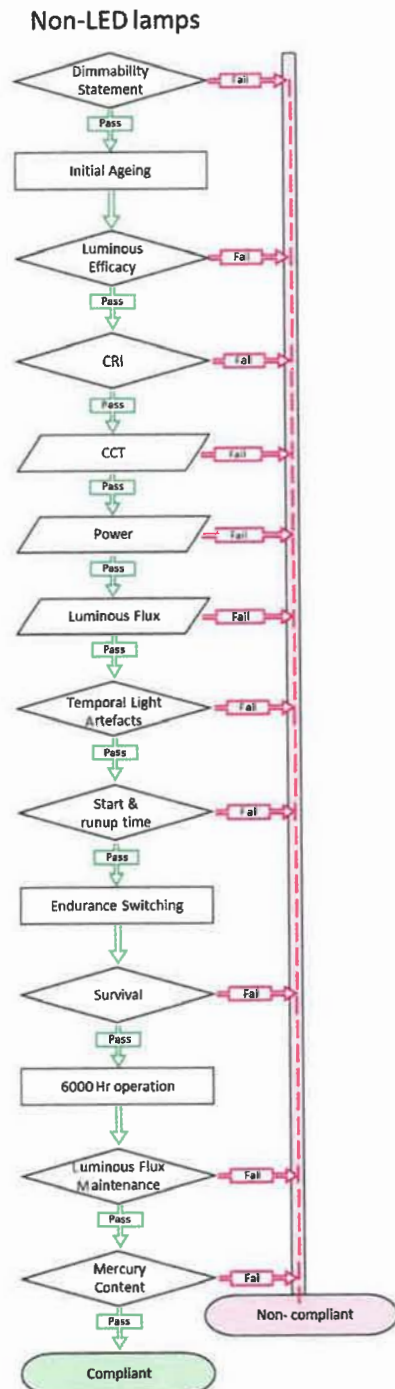 Non-LED lamps
Dimmability
Statement
Fail
Pass
Initial Ageing
Luminous
Efficacy
Fail
Pass
CRI
Fail
Pass
CCT
Fail
Pass
Power
Fail
Pass
Luminous Flux
Fail
Pass
Temporal Light
Artefacts
Fail
Pass
Start &
runup time
Fail
Pass
Endurance Switching
Survival
Fail
Pass
6000 Hr operation
Luminous Flux
Maintenance
Fail
Pass
Mercury
Content
Fail
Pass
Non- compliant
Compliant